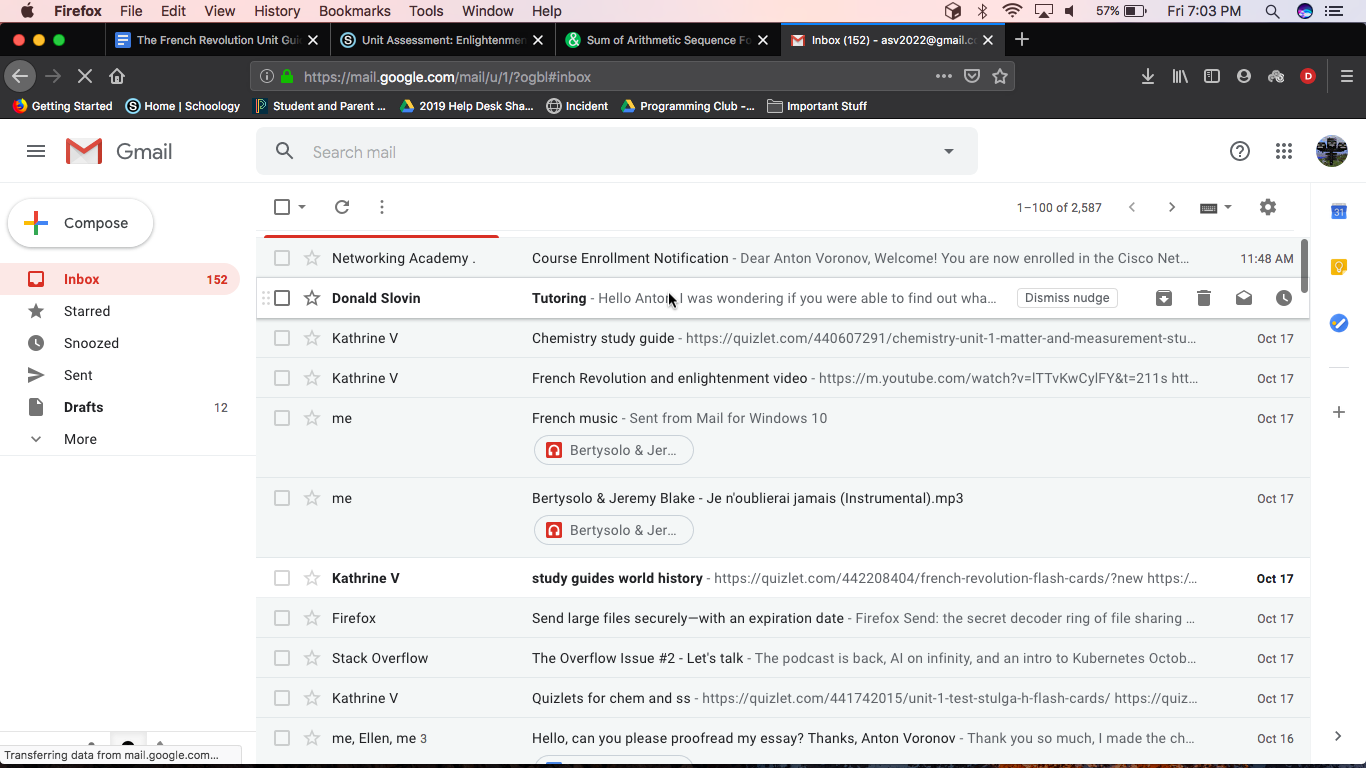 Firefox File Edit View History Bookmarks Tools Window Help 57% Fri 7:03 PM
The French Revolution Unit Gui Unit Assessment: Enlightenmen Sum of Arithmetic Sequence Fo Inbox (152) - asv2022@gmail.c
https://mail.google.com/mail/u/1/?ogbl#inbox
Getting Started Home | Schoology Student and Parent ... 2019 Help Desk Sha... Incident Programming Club -... Important Stuff
Gmail Search mail
Compose 1–100 of 2,587
Inbox 152
Starred
Snoozed
Sent
Drafts 12
More
Networking Academy . Course Enrollment Notification - Dear Anton Voronov, Welcome! You are now enrolled in the Cisco Net... 11:48 AM
Donald Slovin Tutoring - Hello Anton, I was wondering if you were able to find out wha... Dismiss nudge
Kathrine V Chemistry study guide - https://quizlet.com/440607291/chemistry-unit-1-matter-and-measurement-stu... Oct 17
Kathrine V French Revolution and enlightenment video - https://m.youtube.com/watch?v=lTTvKwCylFY&t=211s htt... Oct 17
me French music - Sent from Mail for Windows 10 Oct 17
Bertysolo & Jer...
me Bertysolo & Jeremy Blake - Je n'oublierai jamais (Instrumental).mp3 Oct 17
Bertysolo & Jer...
Kathrine V study guides world history - https://quizlet.com/442208404/french-revolution-flash-cards/?new https:/... Oct 17
Firefox Send large files securely—with an expiration date - Firefox Send: the secret decoder ring of file sharing ... Oct 17
Stack Overflow The Overflow Issue #2 - Let's talk - The podcast is back, AI on infinity, and an intro to Kubernetes Octob... Oct 17
Kathrine V Quizlets for chem and ss - https://quizlet.com/441742015/unit-1-test-stulga-h-flash-cards/ https://quiz... Oct 17
me, Ellen, me 3 Hello, can you please proofread my essay? Thanks, Anton Voronov - Thank you so much, I made the ch... Oct 16
Transferring data from mail.google.com...
31
D